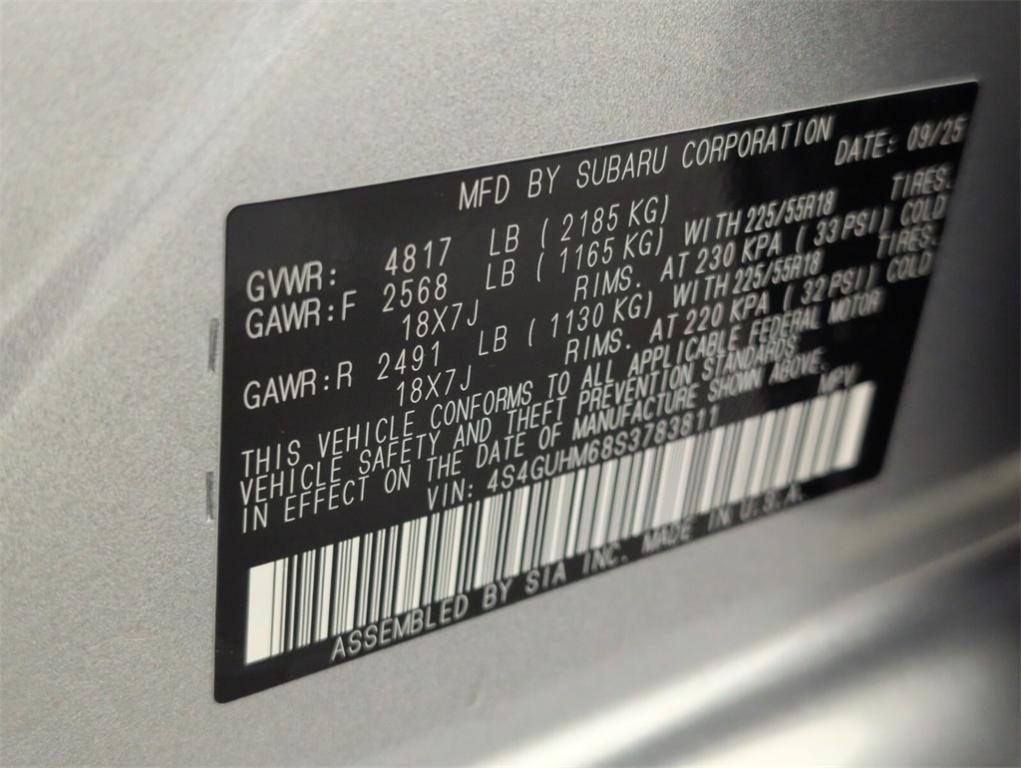 MFD BY SUBARU CORPORATION DATE: 09/25
GVWR: 4817 LB ( 2185 KG)
GAWR:F 2568 LB ( 1165 KG) WITH 225/55R18 TIRES.
18X7J RIMS. AT 230 KPA ( 33 PSI) COLD
GAWR:R 2491 LB ( 1130 KG) WITH 225/55R18 TIRES.
18X7J RIMS. AT 220 KPA ( 32 PSI) COLD
THIS VEHICLE CONFORMS TO ALL APPLICABLE FEDERAL MOTOR
VEHICLE SAFETY AND THEFT PREVENTION STANDARDS
IN EFFECT ON THE DATE OF MANUFACTURE SHOWN ABOVE.
VIN: 4S4GUHM68S3783811 MPV
ASSEMBLED BY SIA INC. MADE IN U.S.A.